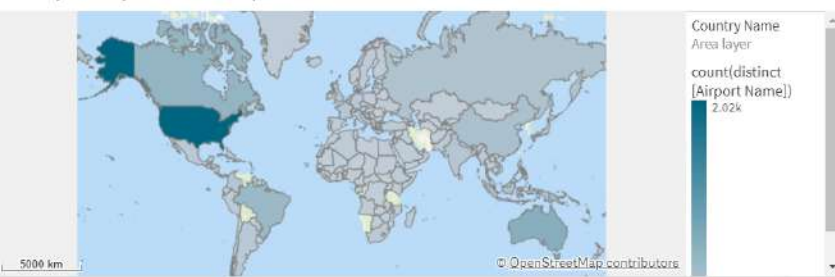 Country Name
Area layer
count(distinct
[Airport Name])
2.02k
5000 km
© OpenStreetMap contributors